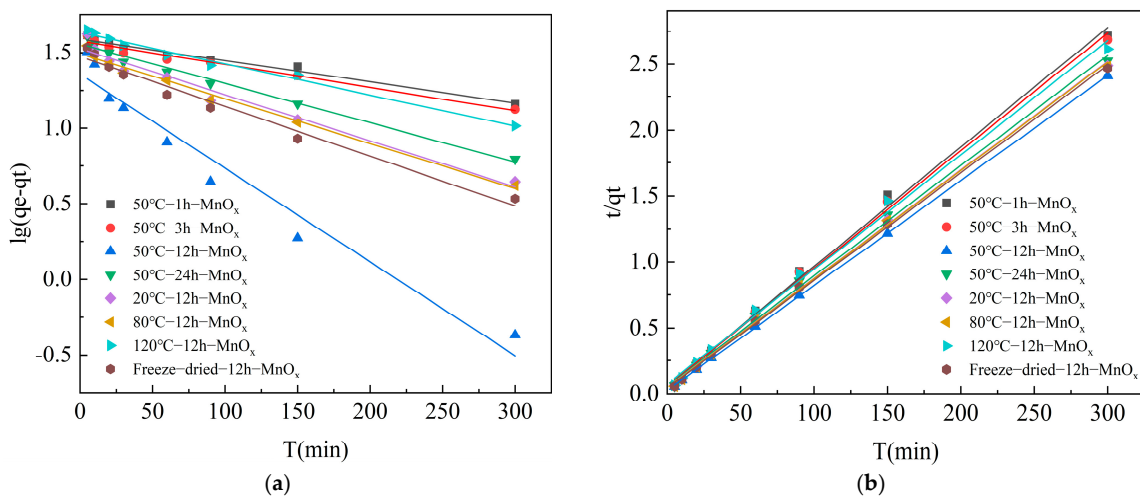 1.5
1.0
0.5
0.0
-0.5
lg(qe-qt)
50℃−1h−MnOx
50℃ 3h MnOx
50℃−12h−MnOx
50℃−24h−MnOx
20℃−12h−MnOx
80℃−12h−MnOx
120℃−12h−MnOx
Freeze−dried−12h−MnOx
0 50 100 150 200 250 300
T(min)
(a)
2.5
2.0
1.5
1.0
0.5
0.0
t/qt
50℃−1h−MnOx
50℃ 3h MnOx
50℃−12h−MnOx
50℃−24h−MnOx
20℃−12h−MnOx
80℃−12h−MnOx
120℃−12h−MnOx
Freeze−dried−12h−MnOx
0 50 100 150 200 250 300
T(min)
(b)